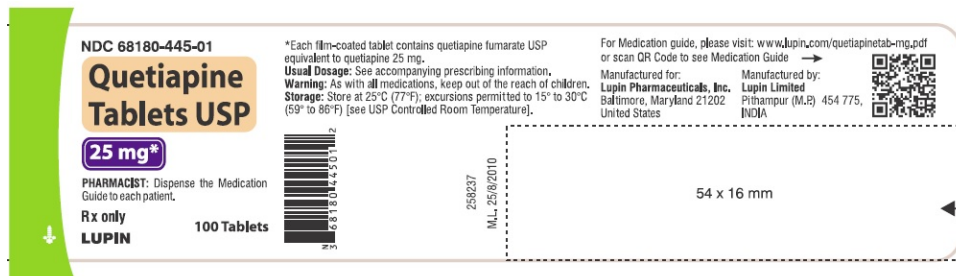 NDC 68180-445-01
Quetiapine
Tablets USP
25 mg*
PHARMACIST: Dispense the Medication
Guide to each patient.
Rx only
100 Tablets
LUPIN
*Each film-coated tablet contains quetiapine fumarate USP
equivalent to quetiapine 25 mg.
Usual Dosage: See accompanying prescribing information.
Warning: As with all medications, keep out of the reach of children.
Storage: Store at 25°C (77°F); excursions permitted to 15° to 30°C
(59° to 86°F) [see USP Controlled Room Temperature].
N
3 68180 44501 2
258237
M.L. 25/8/2010
For Medication guide, please visit: www.lupin.com/quetiapinetab-mg.pdf
or scan QR Code to see Medication Guide
Manufactured for:
Lupin Pharmaceuticals, Inc.
Baltimore, Maryland 21202
United States
Manufactured by:
Lupin Limited
Pithampur (M.P.) 454 775,
INDIA
54 x 16 mm